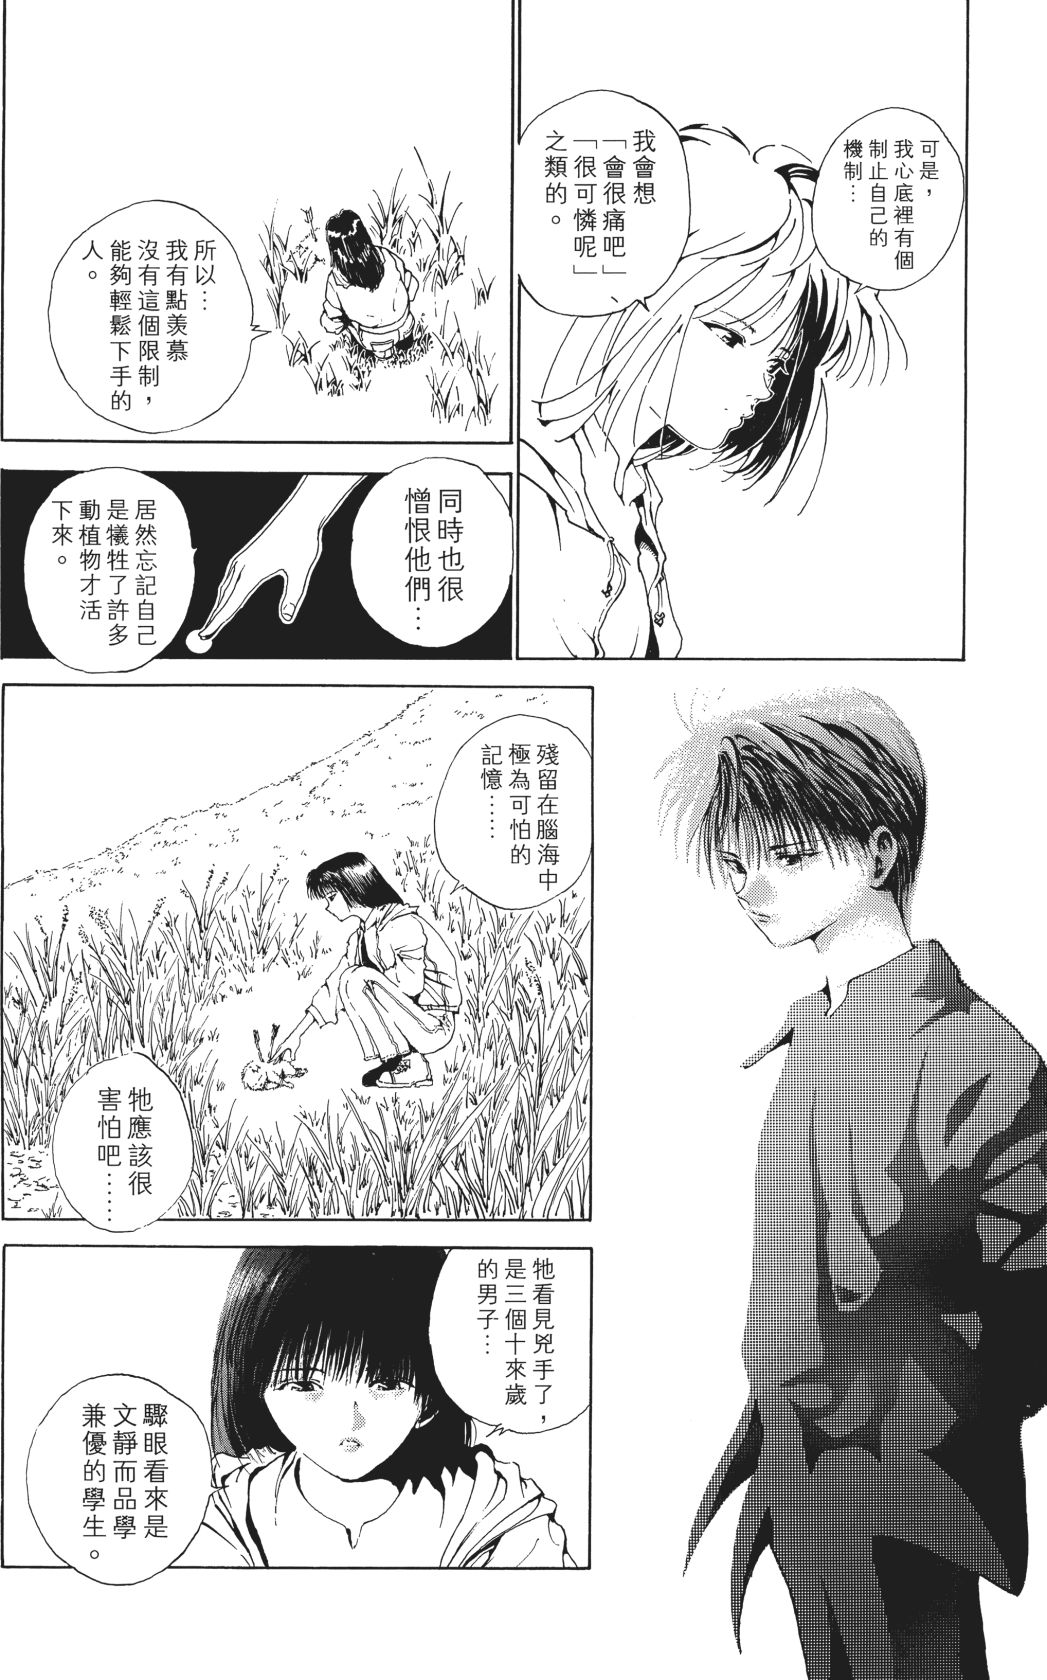 可是，
我心底裡有個
制止自己的
機制…
我會想
「會很痛吧」
「很可憐呢」
之類的。
所以…
我有點羨慕
沒有這個限制，
能夠輕鬆下手的
人。
同時也很
憎恨他們…
居然忘記自己
是犧牲了許多
動植物才活
下來。
殘留在腦海中
極為可怕的
記憶……
牠應該很
害怕吧……
牠看見兇手了，
是三個十來歲
的男子…
驟眼看來是
文靜而品學
兼優的學生。